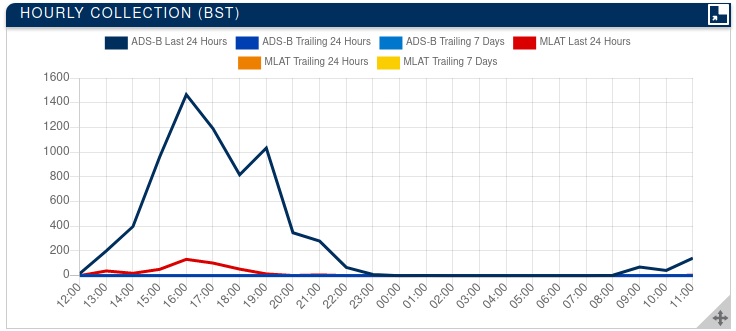 HOURLY COLLECTION (BST)
ADS-B Last 24 Hours ADS-B Trailing 24 Hours ADS-B Trailing 7 Days MLAT Last 24 Hours
MLAT Trailing 24 Hours MLAT Trailing 7 Days
1600
1400
1200
1000
800
600
400
200
0
12:00 13:00 14:00 15:00 16:00 17:00 18:00 19:00 20:00 21:00 22:00 23:00 00:00 01:00 02:00 03:00 04:00 05:00 06:00 07:00 08:00 09:00 10:00 11:00